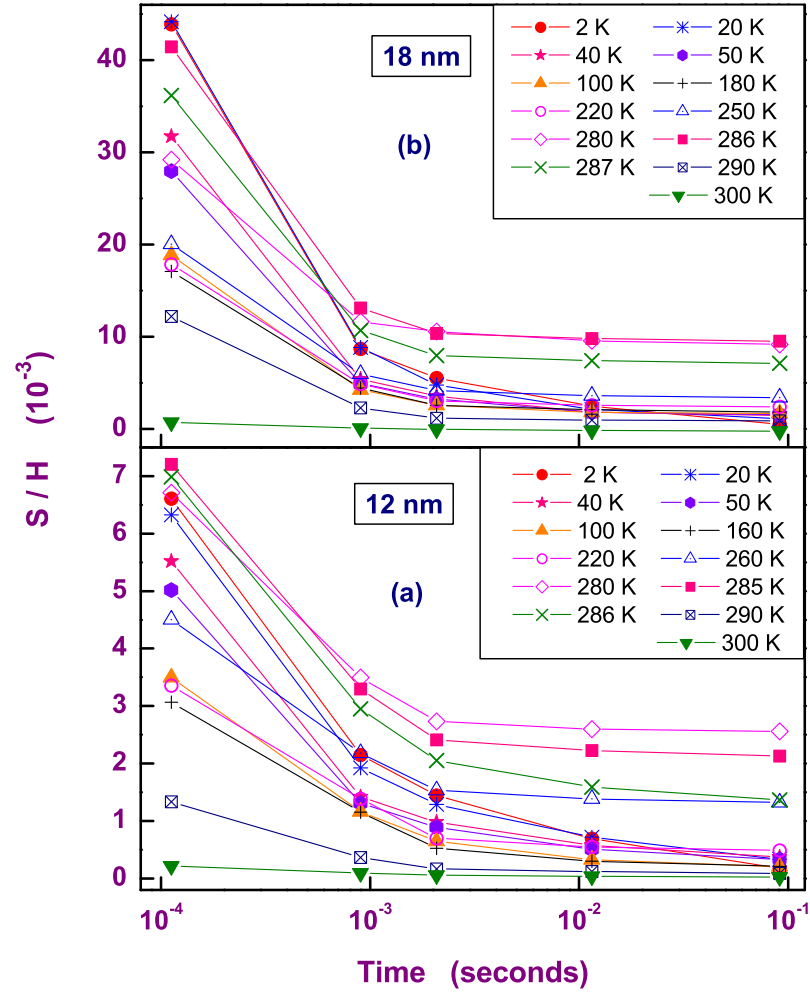 40
30
20
10
0
18 nm
(b)
2 K 20 K
40 K 50 K
100 K 180 K
220 K 250 K
280 K 286 K
287 K 290 K
300 K
S / H (10⁻³)
7
6
5
4
3
2
1
0
12 nm
(a)
2 K 20 K
40 K 50 K
100 K 160 K
220 K 260 K
280 K 285 K
286 K 290 K
300 K
10⁻⁴ 10⁻³ 10⁻² 10⁻¹
Time (seconds)